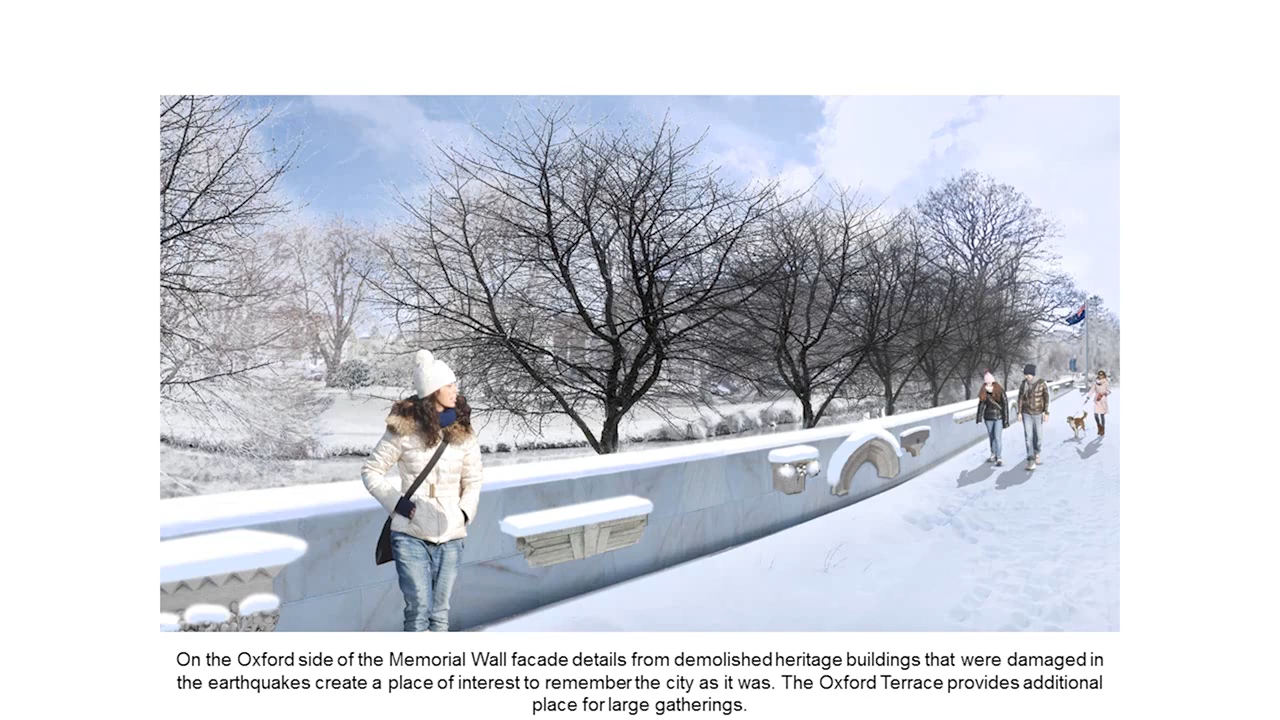 On the Oxford side of the Memorial Wall facade details from demolished heritage buildings that were damaged in
the earthquakes create a place of interest to remember the city as it was. The Oxford Terrace provides additional
place for large gatherings.